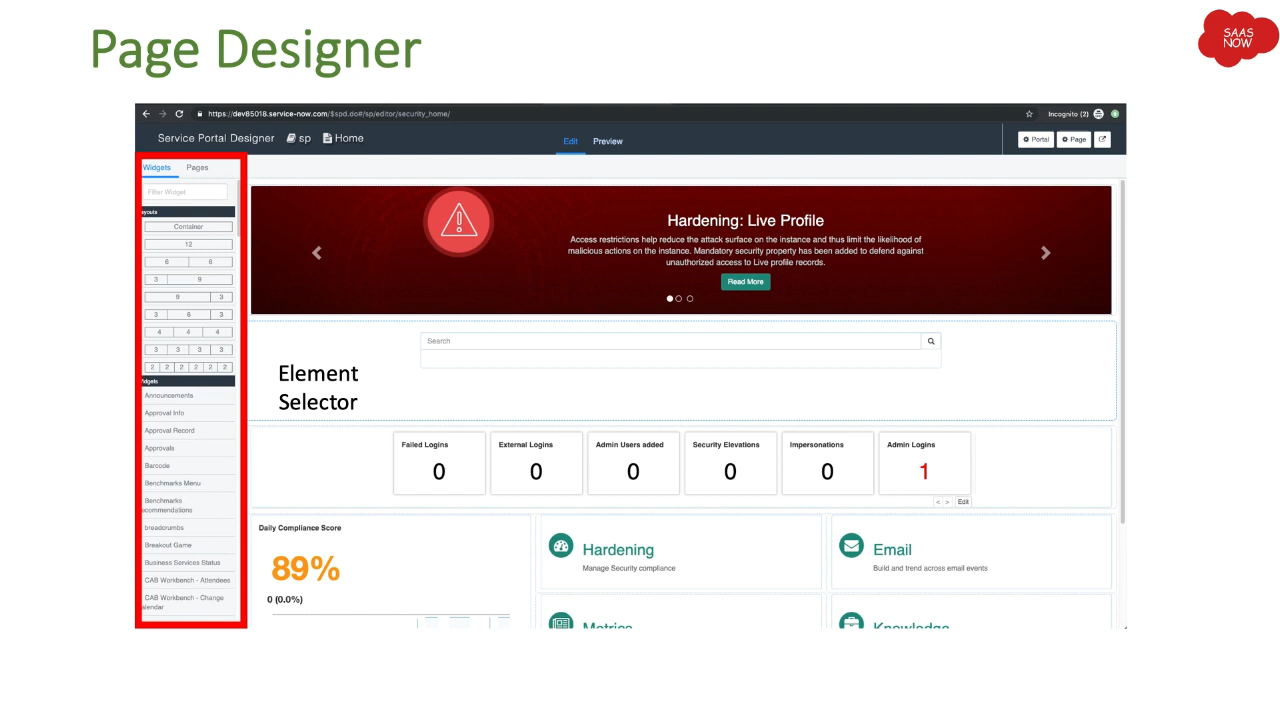 Page Designer
SAAS
NOW
https://dev85018.service-now.com/$spd.do#/sp/editor/security_home/
Incognito (2)
Service Portal Designer
sp
Home
Edit
Preview
Portal
Page
Widgets
Pages
Filter Widget
ayouts
Container
12
6 6
3 9
9 3
3 6 3
4 4 4
3 3 3 3
2 2 2 2 2 2
idgets
Announcements
Approval Info
Approval Record
Approvals
Barcode
Benchmarks Menu
Benchmarks
ecommendations
breadcrumbs
Breakout Game
Business Services Status
CAB Workbench - Attendees
CAB Workbench - Change
alendar
Hardening: Live Profile
Access restrictions help reduce the attack surface on the instance and thus limit the likelihood of
malicious actions on the instance. Mandatory security property has been added to defend against
unauthorized access to Live profile records.
Read More
Search
Element
Selector
Failed Logins
0
External Logins
0
Admin Users added
0
Security Elevations
0
Impersonations
0
Admin Logins
1
< > Edit
Daily Compliance Score
89%
0 (0.0%)
Hardening
Manage Security compliance
Email
Build and trend across email events
Metrics
Knowledge